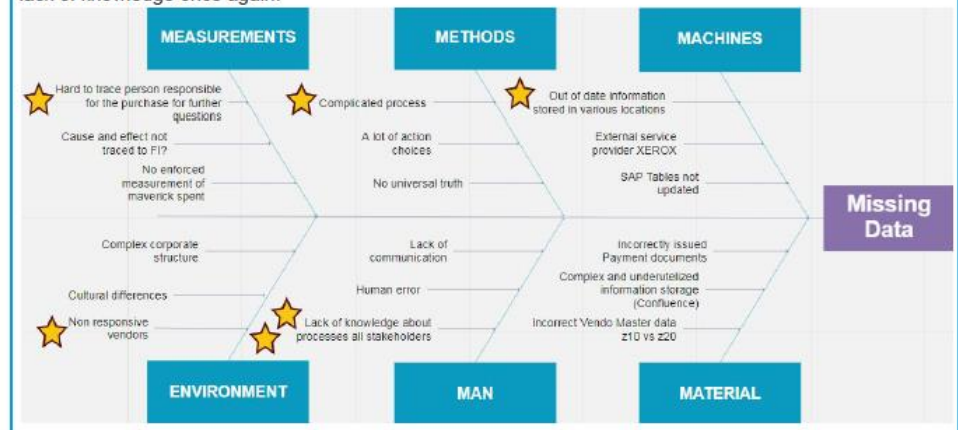 MEASUREMENTS
METHODS
MACHINES
Hard to trace person responsible
for the purchase for further
questions
Cause and effect not
traced to FI?
No enforced
measurement of
maverick spent
Complicated process
A lot of action
choices
No universal truth
Out of date information
stored in various locations
External service
provider XEROX
SAP Tables not
updated
Missing
Data
Complex corporate
structure
Cultural differences
Non responsive
vendors
Lack of
communication
Human error
Lack of knowledge about
processes all stakeholders
Incorrectly issued
Payment documents
Complex and underutelized
information storage
(Confluence)
Incorrect Vendo Master data
z10 vs z20
ENVIRONMENT
MAN
MATERIAL